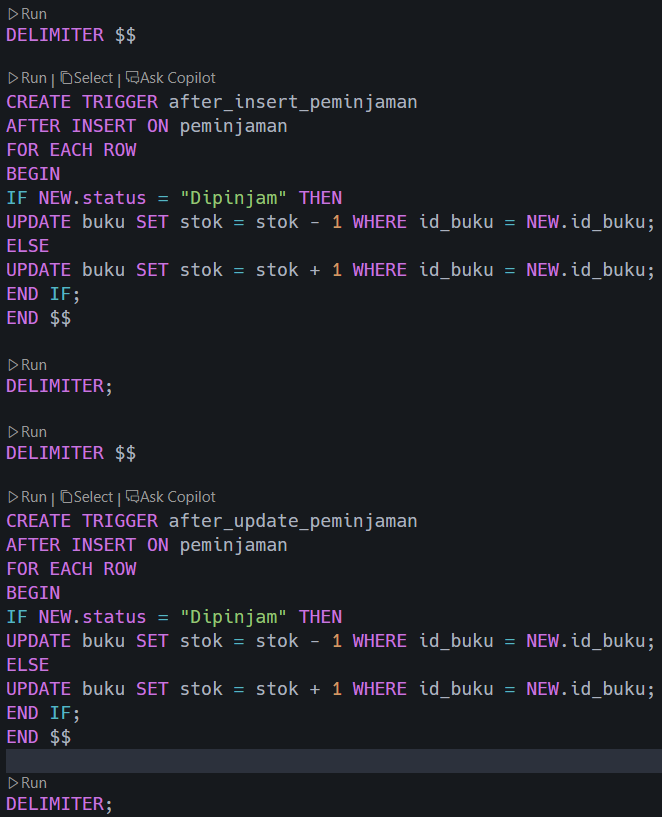 Run
DELIMITER $$
Run | Select | Ask Copilot
CREATE TRIGGER after_insert_peminjaman
AFTER INSERT ON peminjaman
FOR EACH ROW
BEGIN
IF NEW.status = "Dipinjam" THEN
UPDATE buku SET stok = stok - 1 WHERE id_buku = NEW.id_buku;
ELSE
UPDATE buku SET stok = stok + 1 WHERE id_buku = NEW.id_buku;
END IF;
END $$
Run
DELIMITER;
Run
DELIMITER $$
Run | Select | Ask Copilot
CREATE TRIGGER after_update_peminjaman
AFTER INSERT ON peminjaman
FOR EACH ROW
BEGIN
IF NEW.status = "Dipinjam" THEN
UPDATE buku SET stok = stok - 1 WHERE id_buku = NEW.id_buku;
ELSE
UPDATE buku SET stok = stok + 1 WHERE id_buku = NEW.id_buku;
END IF;
END $$
Run
DELIMITER;